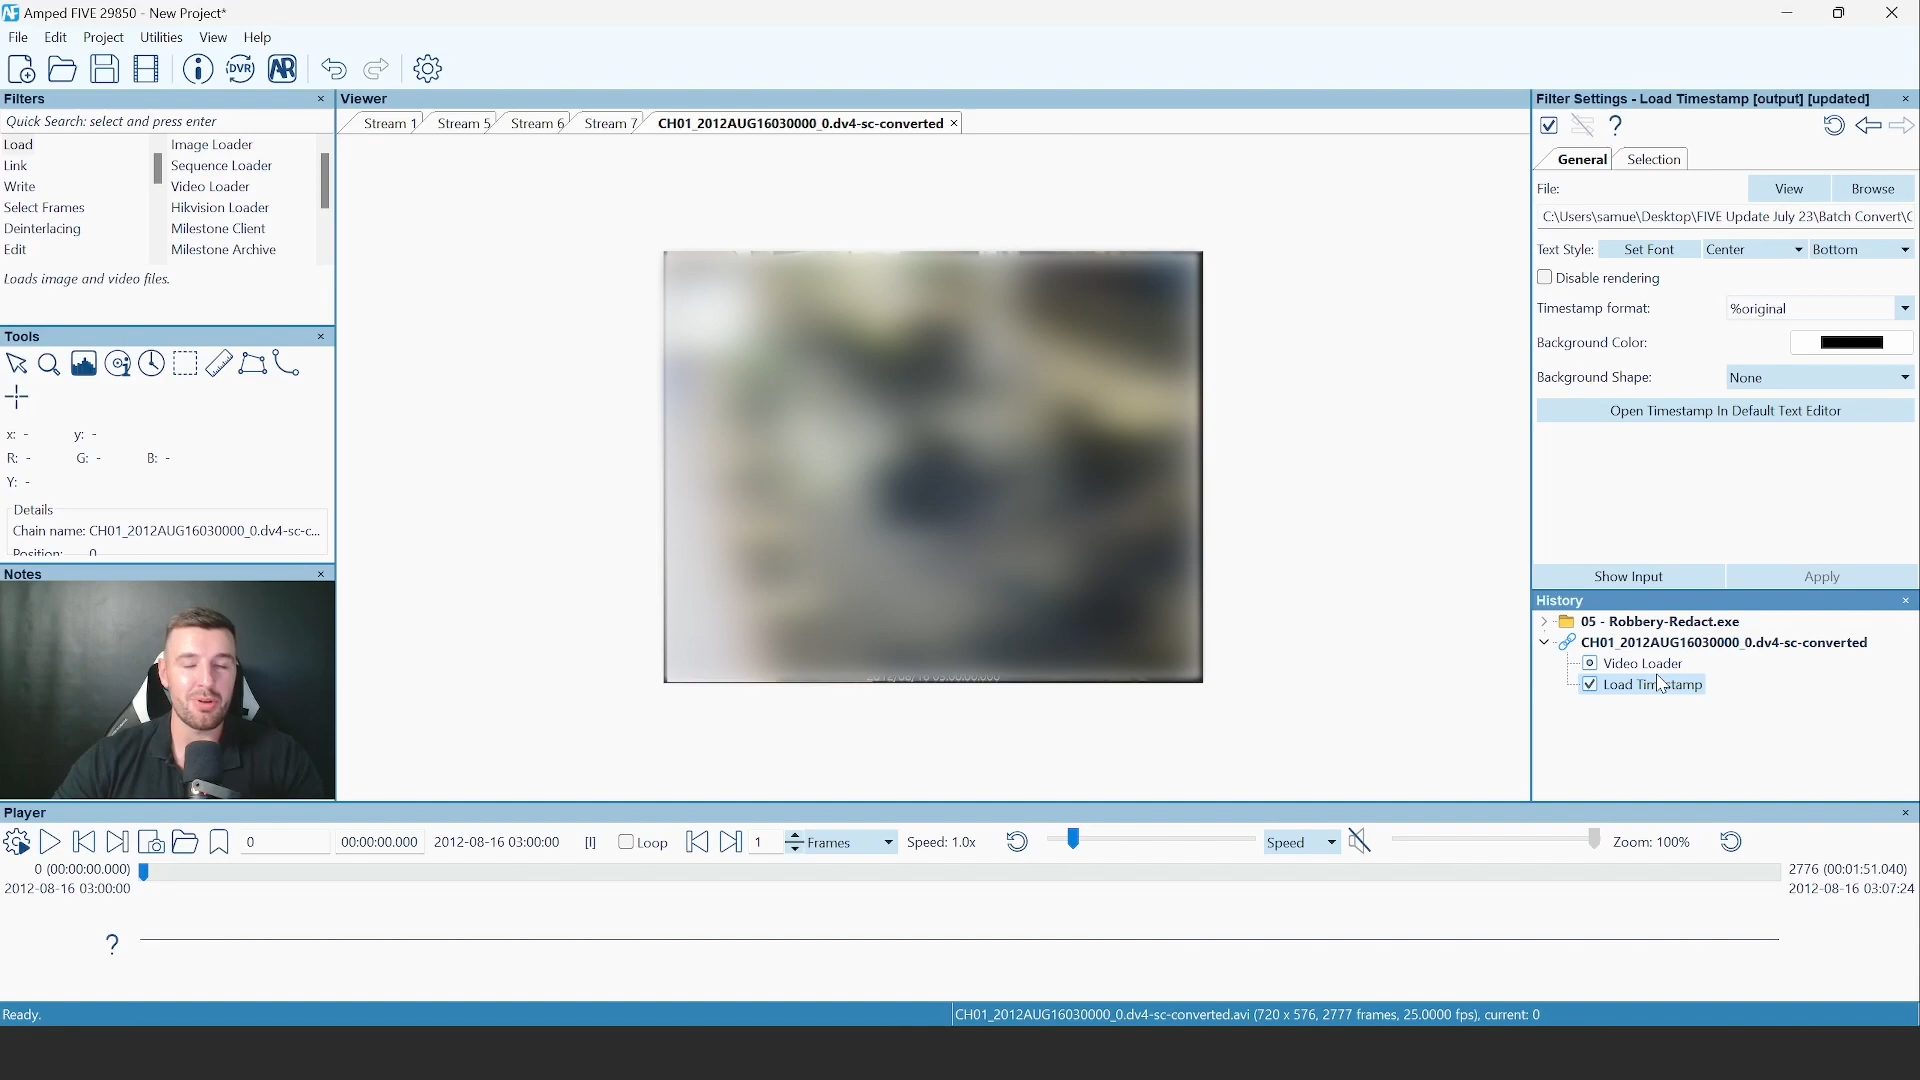 Amped FIVE 29850 - New Project*
File Edit Project Utilities View Help
DVR
Filters
Quick Search: select and press enter
Load
Link
Write
Select Frames
Deinterlacing
Edit
Image Loader
Sequence Loader
Video Loader
Hikvision Loader
Milestone Client
Milestone Archive
Loads image and video files.
Tools
x: - y: -
R: - G: - B: -
Y: -
Details
Chain name: CH01_2012AUG16030000_0.dv4-sc-c...
Position: 0
Notes
Viewer
Stream 1 Stream 5 Stream 6 Stream 7 CH01_2012AUG16030000_0.dv4-sc-converted
Filter Settings - Load Timestamp [output] [updated]
General Selection
File: View Browse
C:\Users\samue\Desktop\FIVE Update July 23\Batch Convert\C
Text Style: Set Font Center Bottom
Disable rendering
Timestamp format: %original
Background Color:
Background Shape: None
Open Timestamp In Default Text Editor
Show Input Apply
History
05 - Robbery-Redact.exe
CH01_2012AUG16030000_0.dv4-sc-converted
Video Loader
Load Timestamp
Player
0 00:00:00.000 2012-08-16 03:00:00 [I] Loop 1 Frames Speed: 1.0x Speed Zoom: 100%
0 (00:00:00.000) 2776 (00:01:51.040)
2012-08-16 03:00:00 2012-08-16 03:07:24
?
Ready. CH01_2012AUG16030000_0.dv4-sc-converted.avi (720 x 576, 2777 frames, 25.0000 fps), current: 0